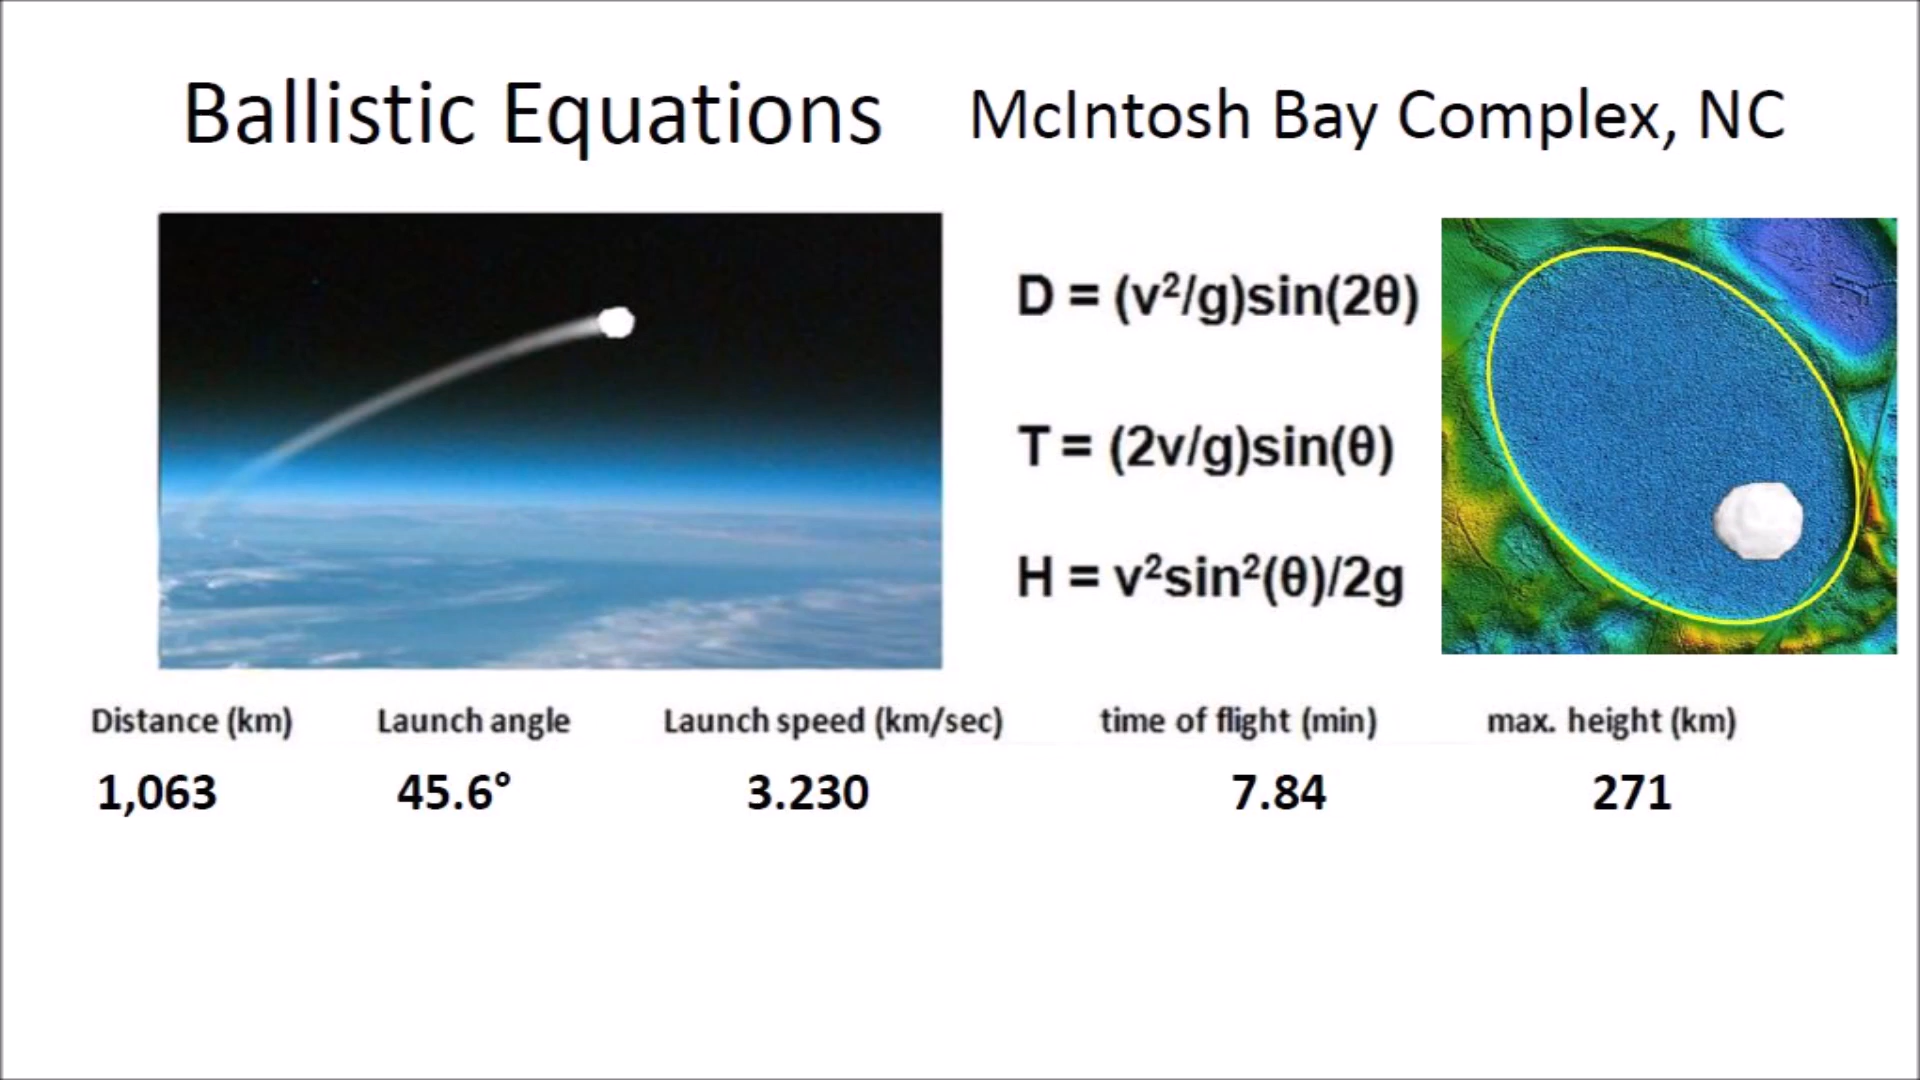 Ballistic Equations
McIntosh Bay Complex, NC
D = (v²/g)sin(2θ)
T = (2v/g)sin(θ)
H = v²sin²(θ)/2g
Distance (km) Launch angle Launch speed (km/sec) time of flight (min) max. height (km)
1,063 45.6° 3.230 7.84 271